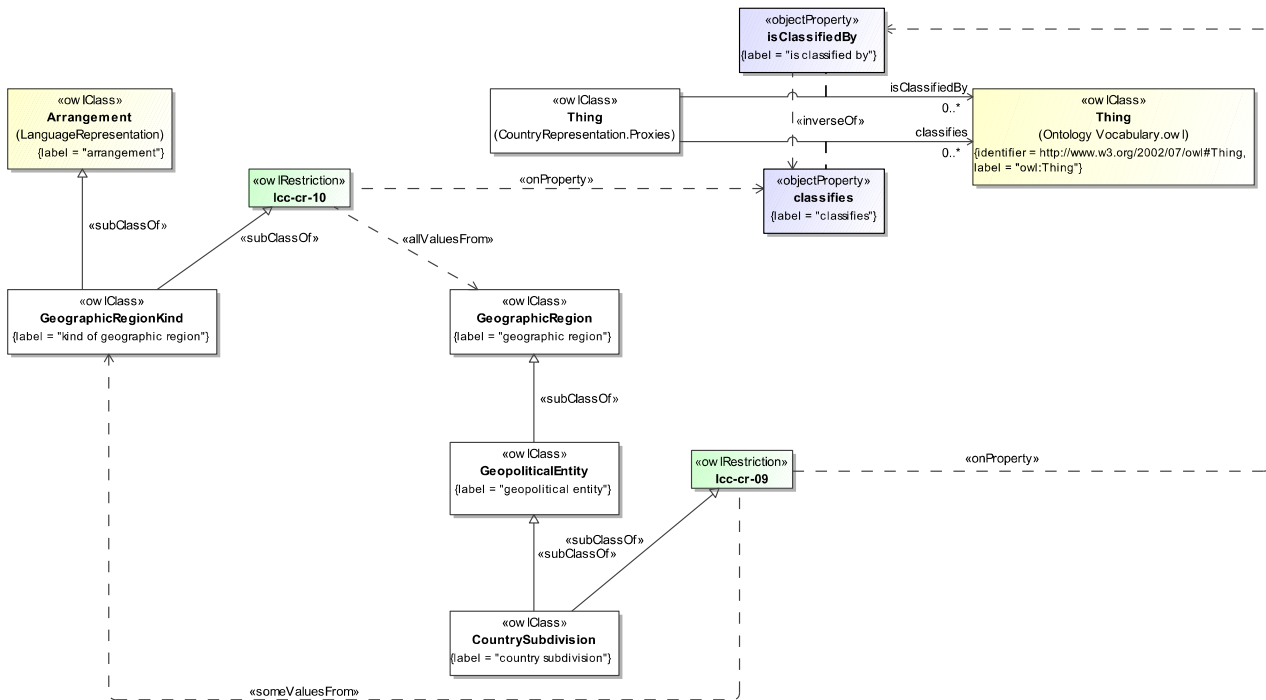 «objectProperty»
isClassifiedBy
{label = "is classified by"}
«owlClass»
Arrangement
(LanguageRepresentation)
{label = "arrangement"}
«owlClass»
Thing
(CountryRepresentation.Proxies)
isClassifiedBy
0..*
«inverseOf»
classifies
0..*
«owlClass»
Thing
(Ontology Vocabulary.owl)
{identifier = http://www.w3.org/2002/07/owl#Thing,
label = "owl:Thing"}
«owlRestriction»
lcc-cr-10
«onProperty»
«objectProperty»
classifies
{label = "classifies"}
«subClassOf»
«subClassOf»
«allValuesFrom»
«owlClass»
GeographicRegionKind
{label = "kind of geographic region"}
«owlClass»
GeographicRegion
{label = "geographic region"}
«subClassOf»
«owlClass»
GeopoliticalEntity
{label = "geopolitical entity"}
«owlRestriction»
lcc-cr-09
«onProperty»
«subClassOf»
«subClassOf»
«owlClass»
CountrySubdivision
{label = "country subdivision"}
«someValuesFrom»